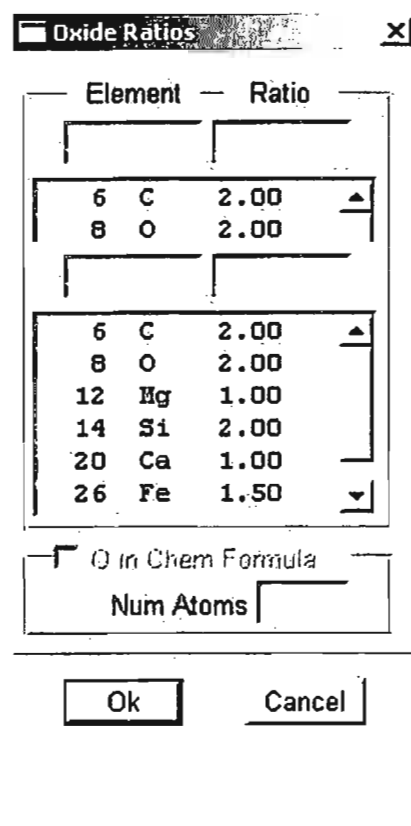 Oxide Ratios
Element Ratio
6 C 2.00
8 O 2.00
6 C 2.00
8 O 2.00
12 Mg 1.00
14 Si 2.00
20 Ca 1.00
26 Fe 1.50
O in Chem Formula
Num Atoms
Ok Cancel